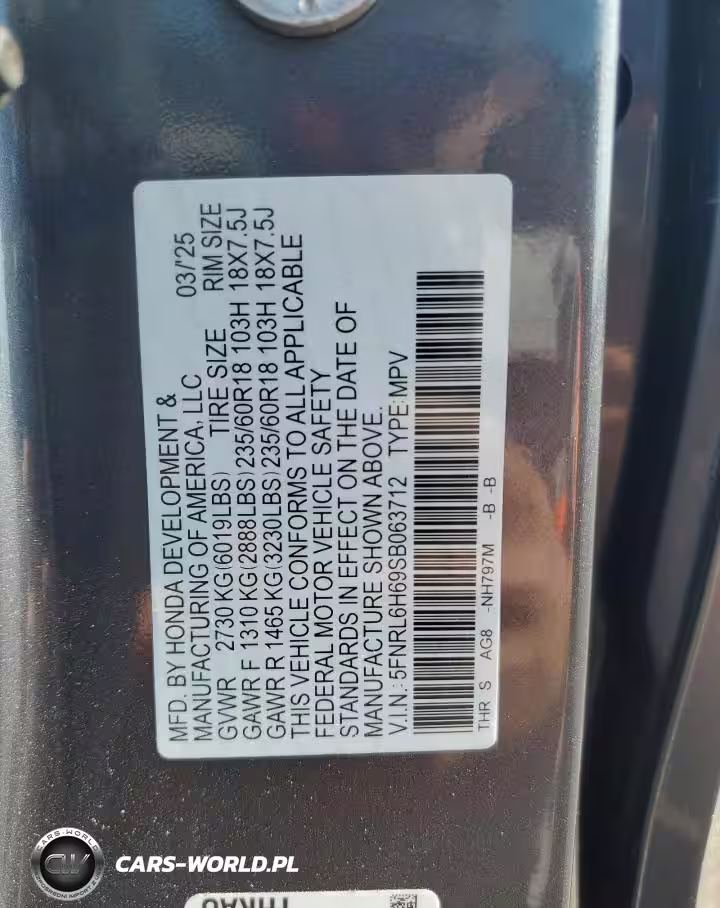 MFD. BY HONDA DEVELOPMENT &
MANUFACTURING OF AMERICA, LLC 03/'25
GVWR 2730 KG(6019LBS) TIRE SIZE RIM SIZE
GAWR F 1310 KG(2888LBS) 235/60R18 103H 18X7.5J
GAWR R 1465 KG(3230LBS) 235/60R18 103H 18X7.5J
THIS VEHICLE CONFORMS TO ALL APPLICABLE
FEDERAL MOTOR VEHICLE SAFETY
STANDARDS IN EFFECT ON THE DATE OF
MANUFACTURE SHOWN ABOVE.
V.I.N.:5FNRL6H69SB063712 TYPE:MPV
THR S AG8 :NH797M -B -B
CARS-WORLD
CW
CARS-WORLD.PL